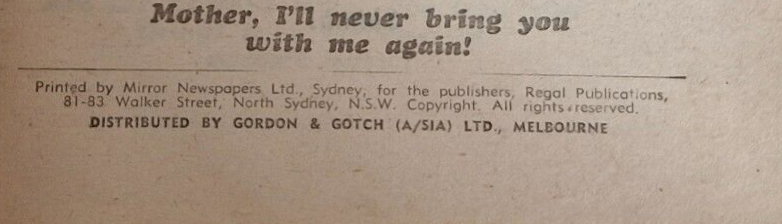 Mother, I'll never bring you
with me again!
Printed by Mirror Newspapers Ltd., Sydney, for the publishers, Regal Publications,
81-83 Walker Street, North Sydney, N.S.W. Copyright. All rights reserved.
DISTRIBUTED BY GORDON & GOTCH (A/SIA) LTD., MELBOURNE